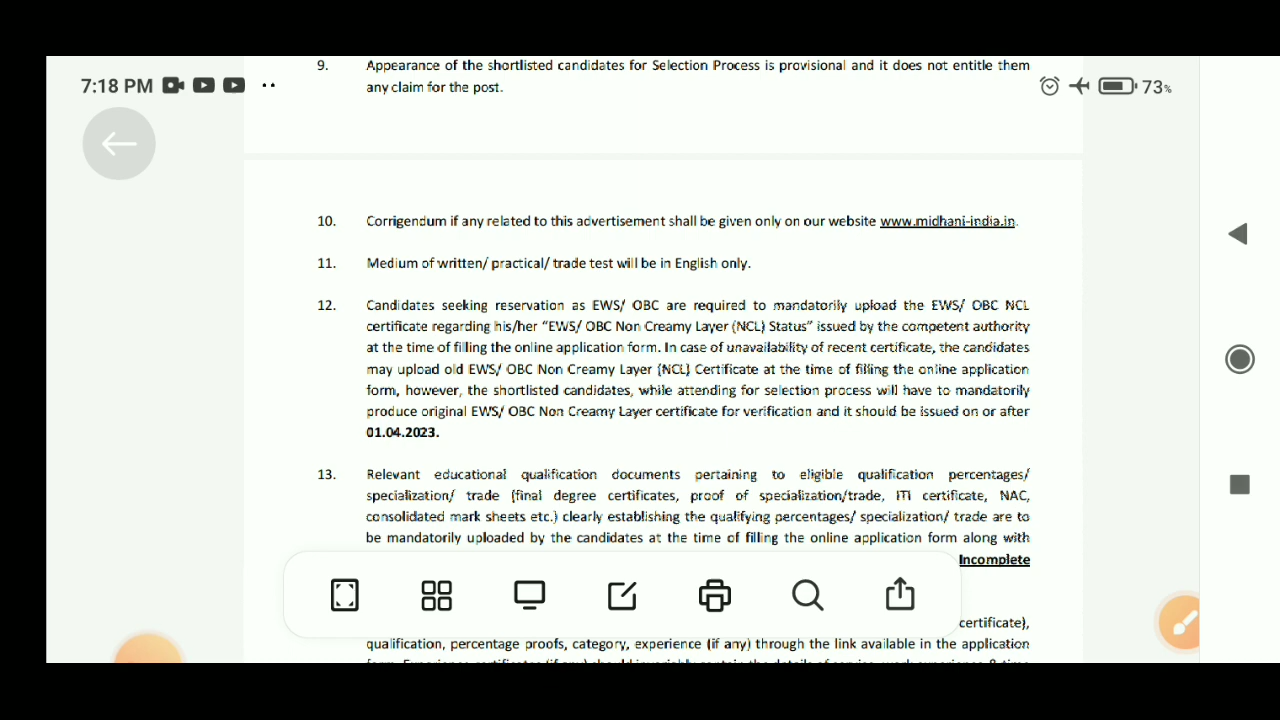 9. Appearance of the shortlisted candidates for Selection Process is provisional and it does not entitle them
7:18 PM
73%
any claim for the post.
10. Corrigendum if any related to this advertisement shall be given only on our website www.midhani-india.in.
11. Medium of written/ practical/ trade test will be in English only.
12. Candidates seeking reservation as EWS/ OBC are required to mandatorily upload the EWS/ OBC NCL
certificate regarding his/her “EWS/ OBC Non Creamy Layer (NCL) Status” issued by the competent authority
at the time of filling the online application form. In case of unavailability of recent certificate, the candidates
may upload old EWS/ OBC Non Creamy Layer (NCL) Certificate at the time of filling the online application
form, however, the shortlisted candidates, while attending for selection process will have to mandatorily
produce original EWS/ OBC Non Creamy Layer certificate for verification and it should be issued on or after
01.04.2023.
13. Relevant educational qualification documents pertaining to eligible qualification percentages/
specialization/ trade (final degree certificates, proof of specialization/trade, ITI certificate, NAC,
consolidated mark sheets etc.) clearly establishing the qualifying percentages/ specialization/ trade are to
be mandatorily uploaded by the candidates at the time of filling the online application form along with
Incomplete
certificate),
qualification, percentage proofs, category, experience (if any) through the link available in the application